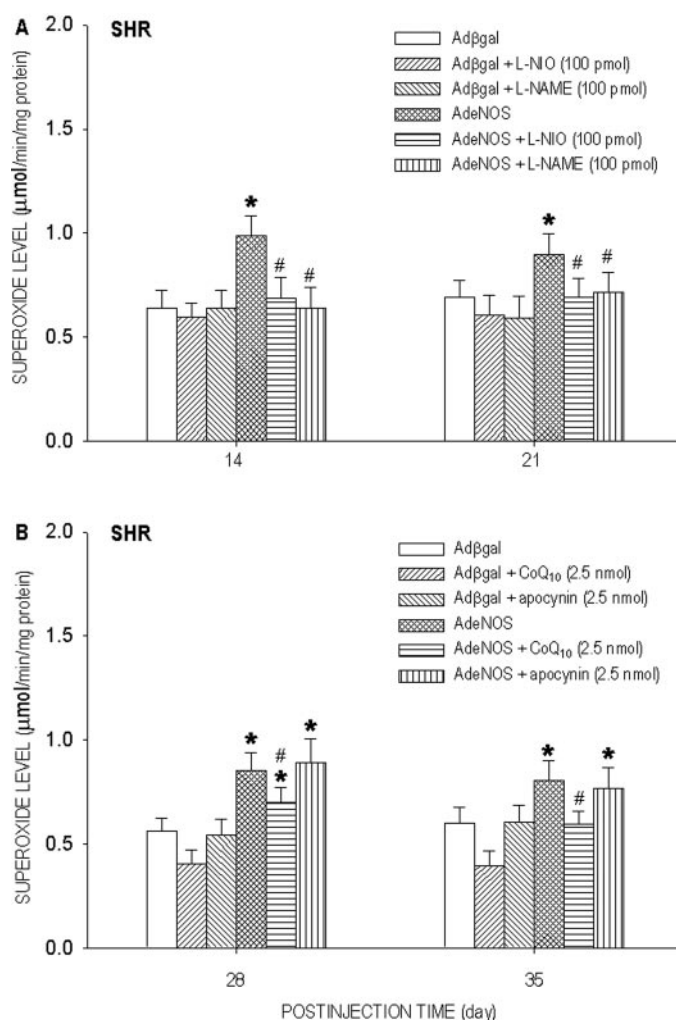 A SHR
2.0
1.5
1.0
0.5
0.0
SUPEROXIDE LEVEL (μmol/min/mg protein)
Adβgal
Adβgal + L-NIO (100 pmol)
Adβgal + L-NAME (100 pmol)
AdeNOS
AdeNOS + L-NIO (100 pmol)
AdeNOS + L-NAME (100 pmol)
* # #
* # #
14 21
B SHR
2.0
1.5
1.0
0.5
0.0
SUPEROXIDE LEVEL (μmol/min/mg protein)
Adβgal
Adβgal + CoQ₁₀ (2.5 nmol)
Adβgal + apocynin (2.5 nmol)
AdeNOS
AdeNOS + CoQ₁₀ (2.5 nmol)
AdeNOS + apocynin (2.5 nmol)
* # * *
* # *
28 35
POSTINJECTION TIME (day)